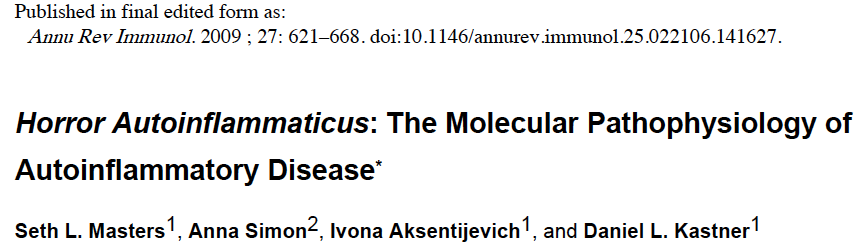 Published in final edited form as:
Annu Rev Immunol. 2009 ; 27: 621–668. doi:10.1146/annurev.immunol.25.022106.141627.
Horror Autoinflammaticus: The Molecular Pathophysiology of
Autoinflammatory Disease*
Seth L. Masters1, Anna Simon2, Ivona Aksentijevich1, and Daniel L. Kastner1